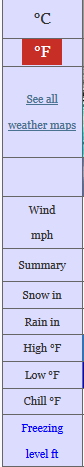 °C
°F
See all
weather maps
Wind
mph
Summary
Snow in
Rain in
High °F
Low °F
Chill °F
Freezing
level ft